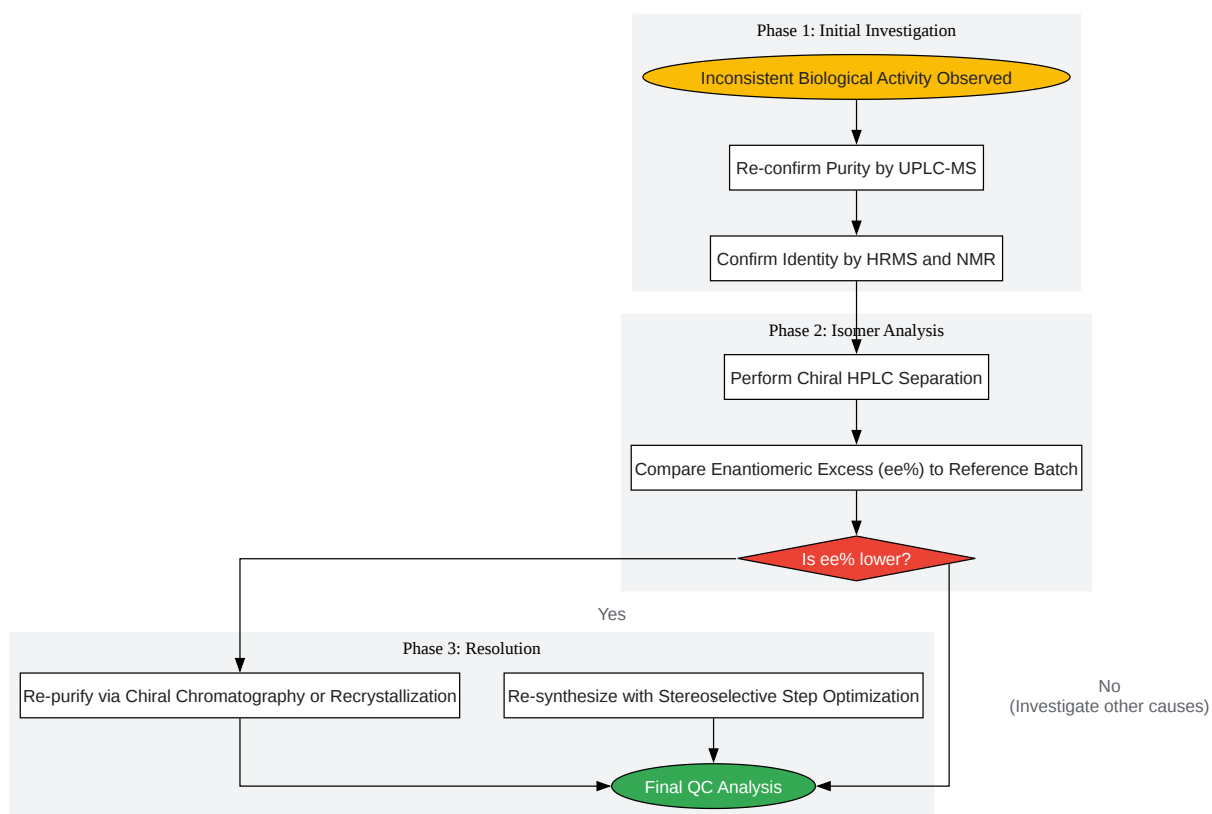 Phase 1: Initial Investigation
Inconsistent Biological Activity Observed
Re-confirm Purity by UPLC-MS
Confirm Identity by HRMS and NMR
Phase 2: Isomer Analysis
Perform Chiral HPLC Separation
Compare Enantiomeric Excess (ee%) to Reference Batch
Is ee% lower?
Yes
Phase 3: Resolution
Re-purify via Chiral Chromatography or Recrystallization
Re-synthesize with Stereoselective Step Optimization
No
(Investigate other causes)
Final QC Analysis